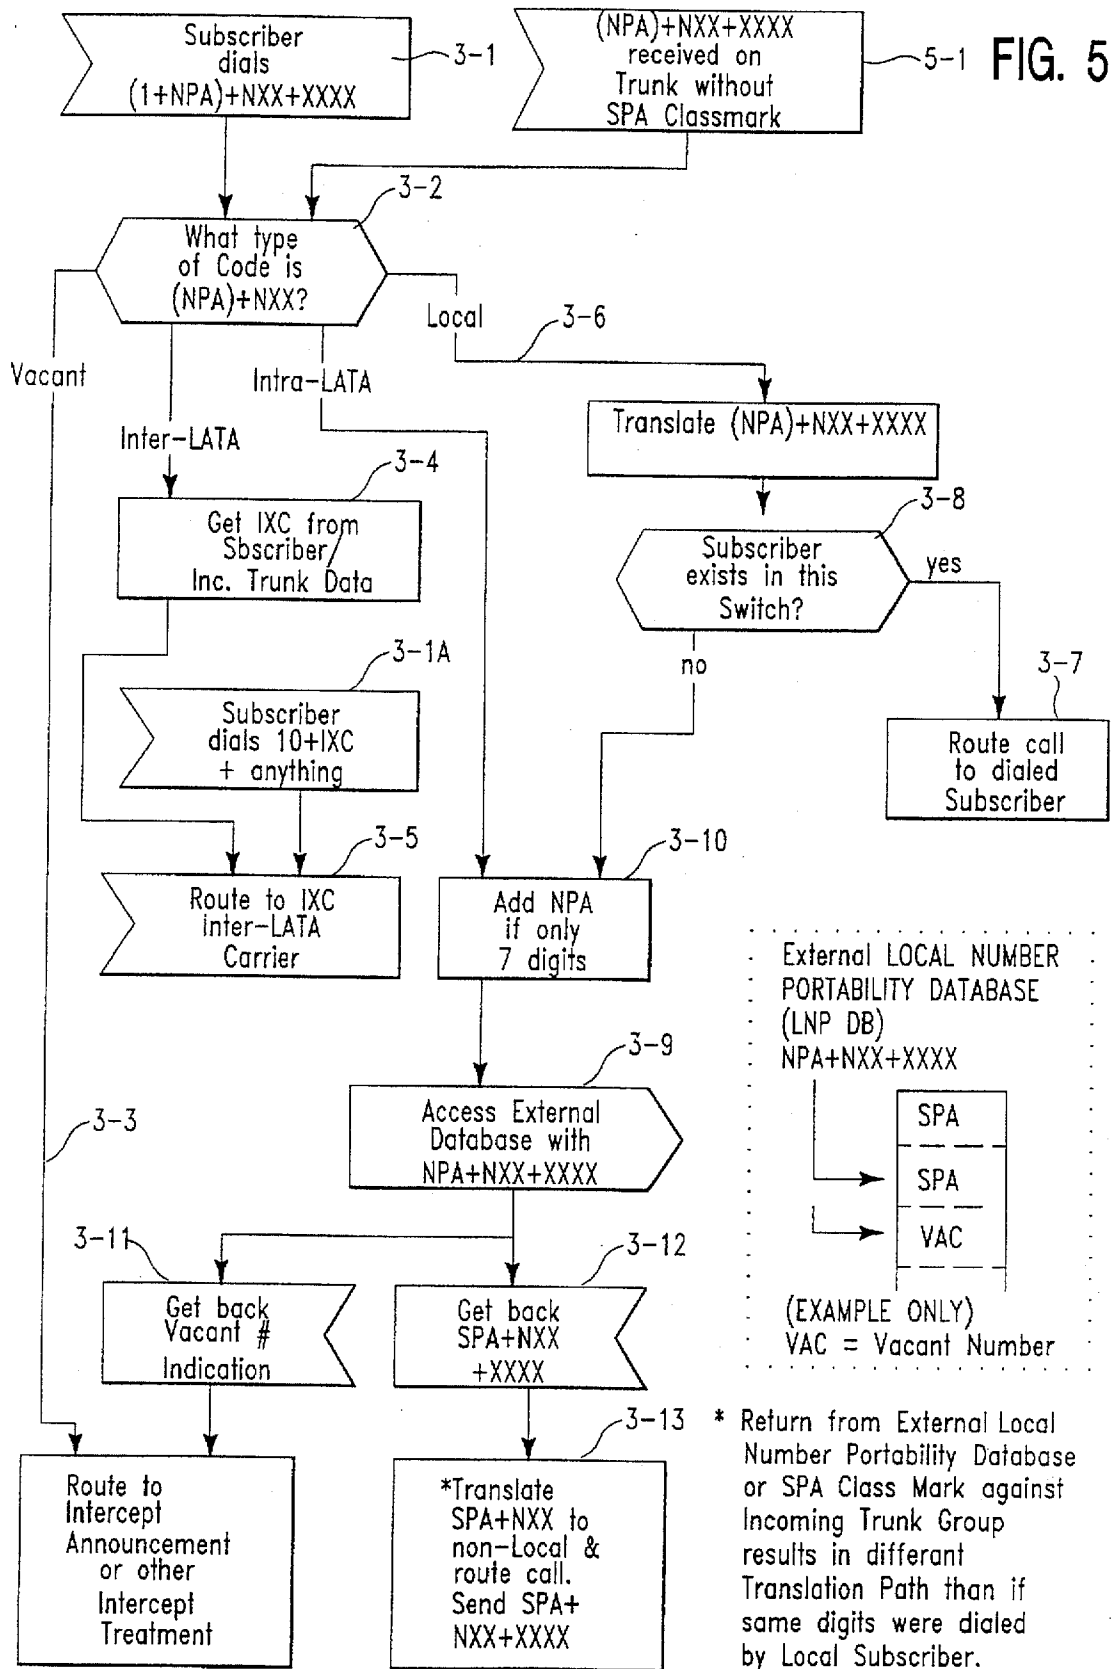 Subscriber
dials
(1+NPA)+NXX+XXXX
3-1
(NPA)+NXX+XXXX
received on
Trunk without
SPA Classmark
5-1
FIG. 5
3-2
What type
of Code is
(NPA)+NXX?
Vacant
Inter-LATA
Intra-LATA
Local
3-6
Translate (NPA)+NXX+XXXX
3-4
Get IXC from
Sbscriber/
Inc. Trunk Data
3-8
Subscriber
exists in this
Switch?
yes
no
3-1A
Subscriber
dials 10+IXC
+ anything
3-7
Route call
to dialed
Subscriber
3-5
Route to IXC
inter-LATA
Carrier
3-10
Add NPA
if only
7 digits
External LOCAL NUMBER
PORTABILITY DATABASE
(LNP DB)
NPA+NXX+XXXX
SPA
SPA
VAC
(EXAMPLE ONLY)
VAC = Vacant Number
3-9
Access External
Database with
NPA+NXX+XXXX
3-3
3-11
Get back
Vacant #
Indication
3-12
Get back
SPA+NXX
+XXXX
3-13
Route to
Intercept
Announcement
or other
Intercept
Treatment
*Translate
SPA+NXX to
non-Local &
route call.
Send SPA+
NXX+XXXX
* Return from External Local
Number Portability Database
or SPA Class Mark against
Incoming Trunk Group
results in differant
Translation Path than if
same digits were dialed
by Local Subscriber.